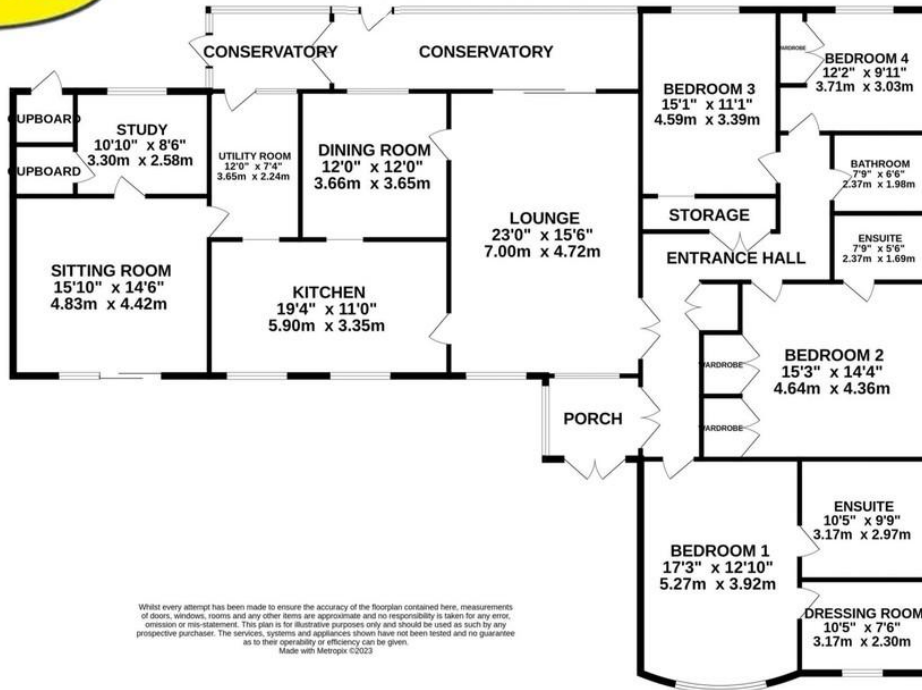 CONSERVATORY
CONSERVATORY
BEDROOM 3
15'1" x 11'1"
4.59m x 3.39m
BEDROOM 4
12'2" x 9'11"
3.71m x 3.03m
CUPBOARD
CUPBOARD
STUDY
10'10" x 8'6"
3.30m x 2.58m
UTILITY ROOM
12'0" x 7'4"
3.65m x 2.24m
DINING ROOM
12'0" x 12'0"
3.66m x 3.65m
BATHROOM
7'9" x 6'6"
2.37m x 1.98m
LOUNGE
23'0" x 15'6"
7.00m x 4.72m
STORAGE
ENTRANCE HALL
ENSUITE
7'9" x 5'6"
2.37m x 1.69m
SITTING ROOM
15'10" x 14'6"
4.83m x 4.42m
KITCHEN
19'4" x 11'0"
5.90m x 3.35m
WARDROBE
WARDROBE
WARDROBE
BEDROOM 2
15'3" x 14'4"
4.64m x 4.36m
PORCH
BEDROOM 1
17'3" x 12'10"
5.27m x 3.92m
ENSUITE
10'5" x 9'9"
3.17m x 2.97m
DRESSING ROOM
10'5" x 7'6"
3.17m x 2.30m
Whilst every attempt has been made to ensure the accuracy of the floorplan contained here, measurements
of doors, windows, rooms and any other items are approximate and no responsibility is taken for any error,
omission or mis-statement. This plan is for illustrative purposes only and should be used as such by any
prospective purchaser. The services, systems and appliances shown have not been tested and no guarantee
as to their operability or efficiency can be given.
Made with Metropix ©2023